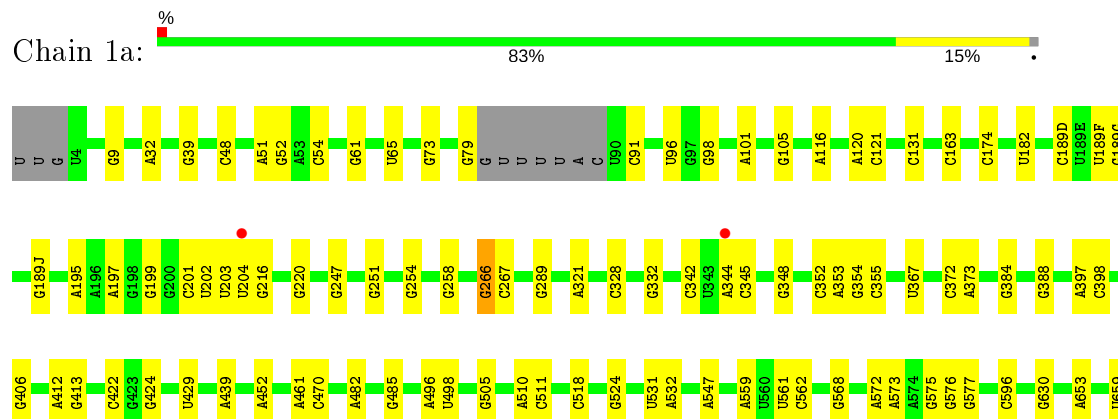 %
Chain 1a:
83% 15% •
U U G U4 G9 A32 G39 C48 A51 G52 A53 C54 G61 U65 G73 G79 G U U U U A C U90 C91 U96 G97 G98 A101 G105 A116 A120 C121 C131 C163 C174 U182 C189D U189E U189F
G189J A195 A196 A197 G198 G199 G200 C201 U202 U203 U204 G216 G220 G247 G251 G254 G258 G266 C267 G289 A321 C328 G332 C342 U343 A344 C345 G348 C352 A353 G354 C355 U367 C372 A373 G384 G388 A397 C398
G406 A412 G413 C422 G423 G424 U429 A439 A452 A461 C470 A482 G485 A496 U498 G505 A510 C511 C518 G524 U531 A532 A547 A559 U560 U561 C562 G568 A572 A573 A574 G575 G576 G577 C596 G630 A653